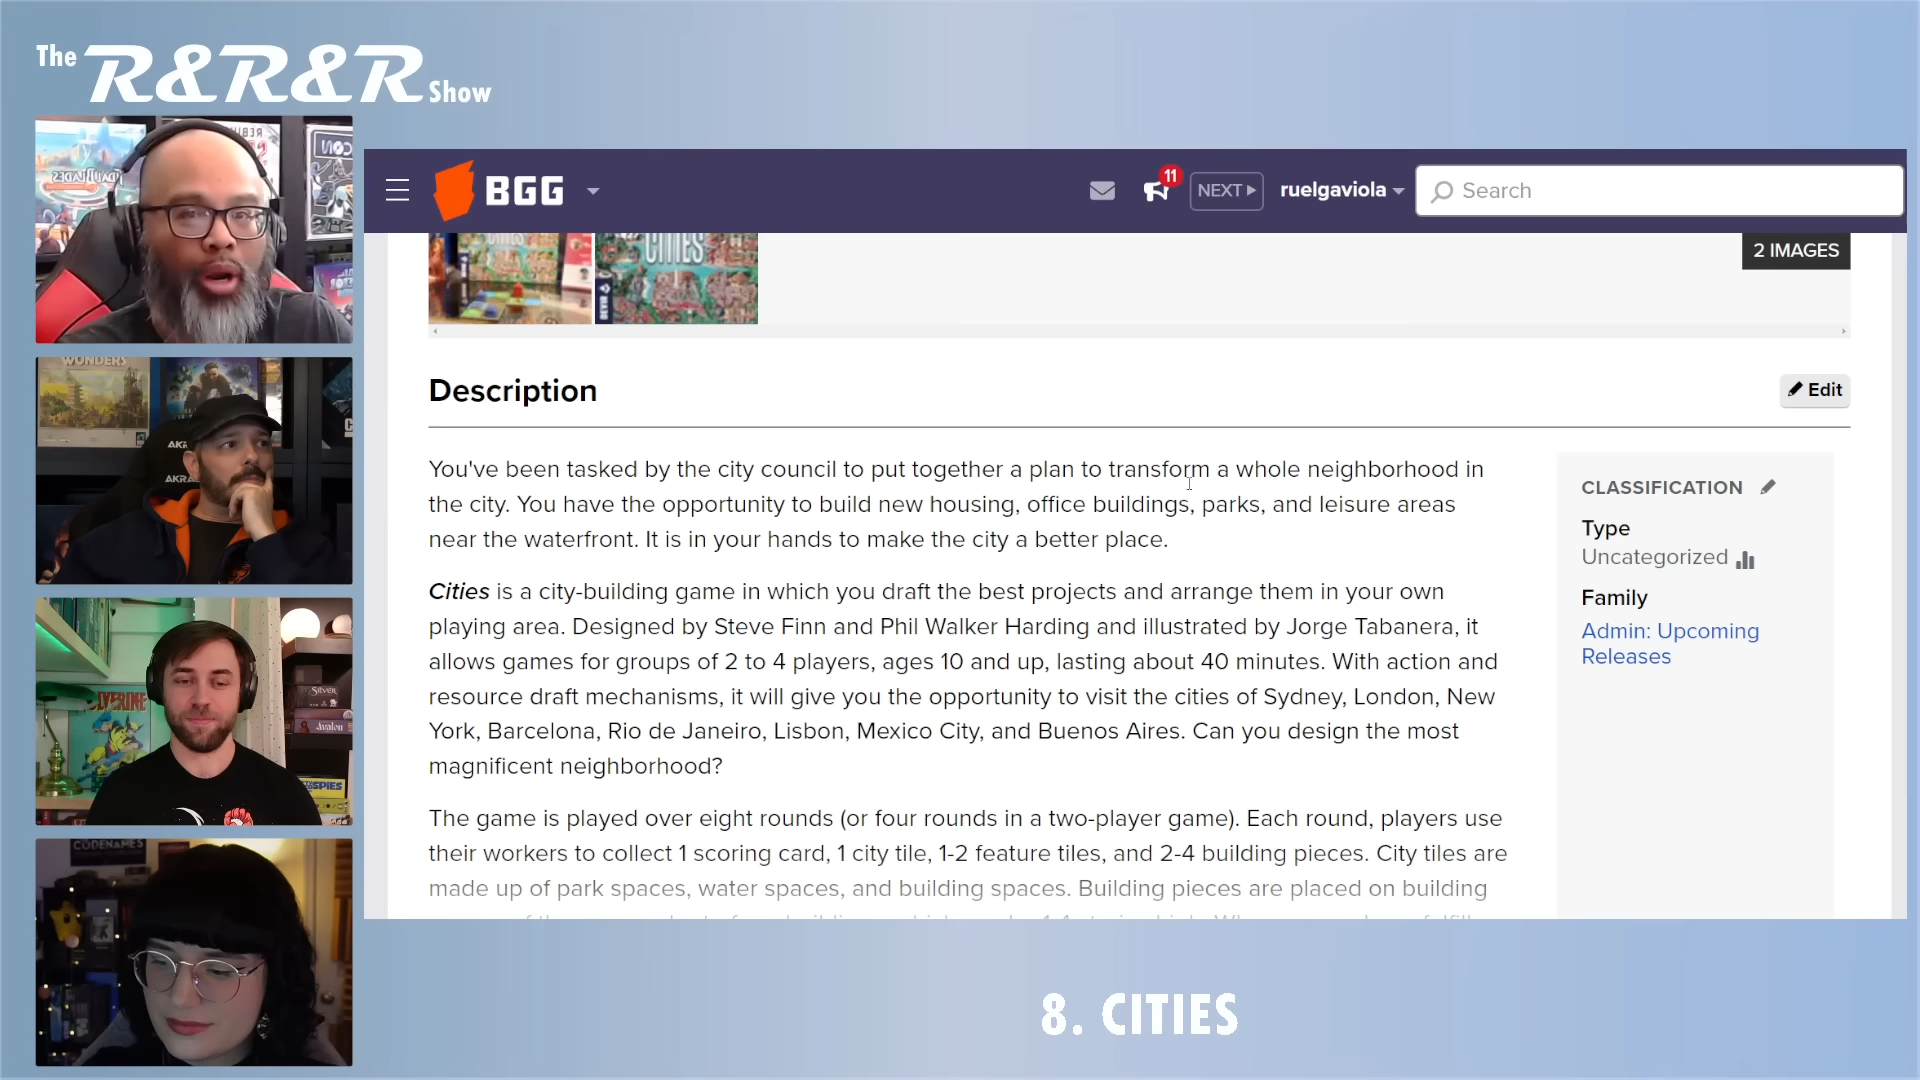 The R&R&R Show
BGG
11
NEXT
ruelgaviola
Search
CITIES
CITIES
DEVIR
2 IMAGES
Description
Edit
You've been tasked by the city council to put together a plan to transform a whole neighborhood in
the city. You have the opportunity to build new housing, office buildings, parks, and leisure areas
near the waterfront. It is in your hands to make the city a better place.
Cities is a city-building game in which you draft the best projects and arrange them in your own
playing area. Designed by Steve Finn and Phil Walker Harding and illustrated by Jorge Tabanera, it
allows games for groups of 2 to 4 players, ages 10 and up, lasting about 40 minutes. With action and
resource draft mechanisms, it will give you the opportunity to visit the cities of Sydney, London, New
York, Barcelona, Rio de Janeiro, Lisbon, Mexico City, and Buenos Aires. Can you design the most
magnificent neighborhood?
The game is played over eight rounds (or four rounds in a two-player game). Each round, players use
their workers to collect 1 scoring card, 1 city tile, 1-2 feature tiles, and 2-4 building pieces. City tiles are
made up of park spaces, water spaces, and building spaces. Building pieces are placed on building
CLASSIFICATION
Type
Uncategorized
Family
Admin: Upcoming
Releases
WONDERS
AKRA
Silver
Avalon
SPIES
CODENAMES
8. CITIES